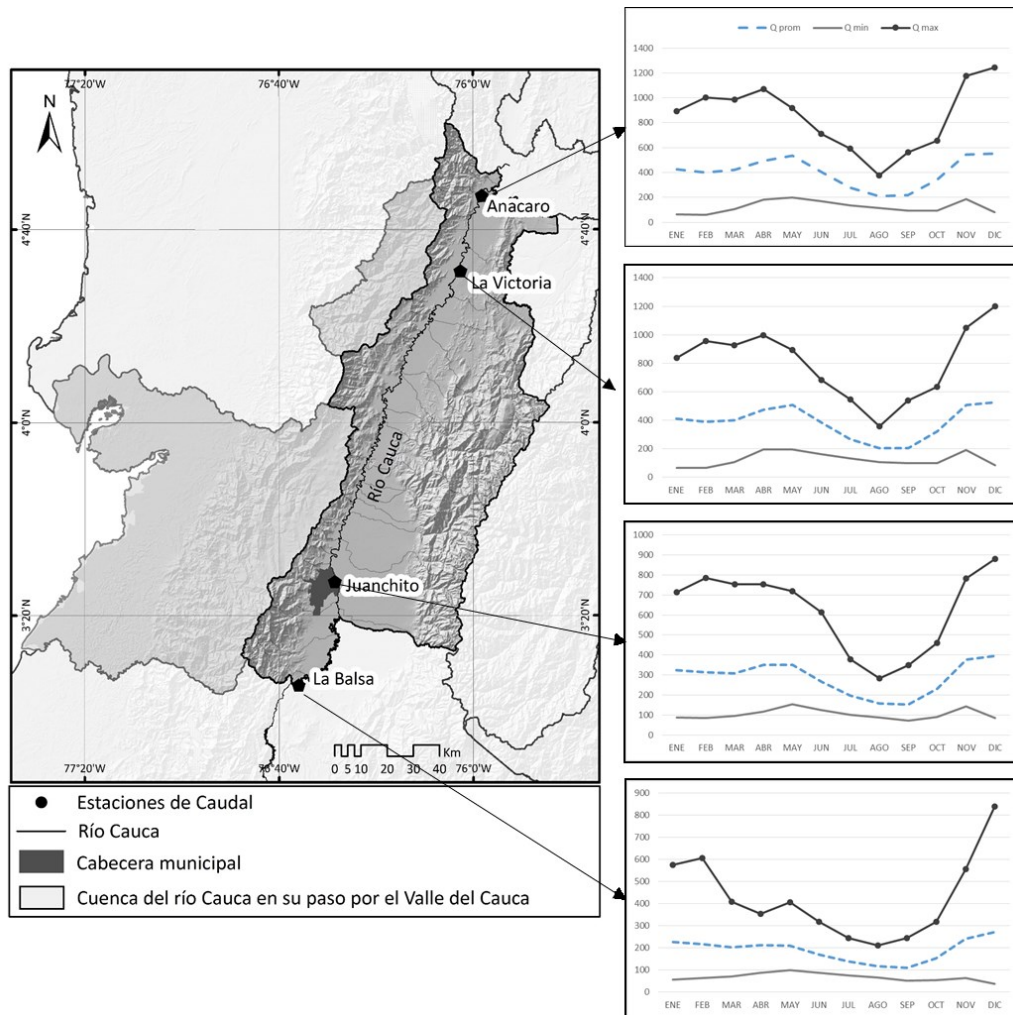 77°20'W 76°40'W 76°0'W
N
4°40'N 4°40'N
Anacaro
La Victoria
4°0'N 4°0'N
Río Cauca
Juanchito
3°20'N 3°20'N
La Balsa
Km
0 5 10 20 30 40
77°20'W 76°40'W 76°0'W
Estaciones de Caudal
Río Cauca
Cabecera municipal
Cuenca del río Cauca en su paso por el Valle del Cauca
Q prom Q min Q max
1400
1200
1000
800
600
400
200
0
ENE FEB MAR ABR MAY JUN JUL AGO SEP OCT NOV DIC
1400
1200
1000
800
600
400
200
0
ENE FEB MAR ABR MAY JUN JUL AGO SEP OCT NOV DIC
1000
900
800
700
600
500
400
300
200
100
0
ENE FEB MAR ABR MAY JUN JUL AGO SEP OCT NOV DIC
900
800
700
600
500
400
300
200
100
0
ENE FEB MAR ABR MAY JUN JUL AGO SEP OCT NOV DIC